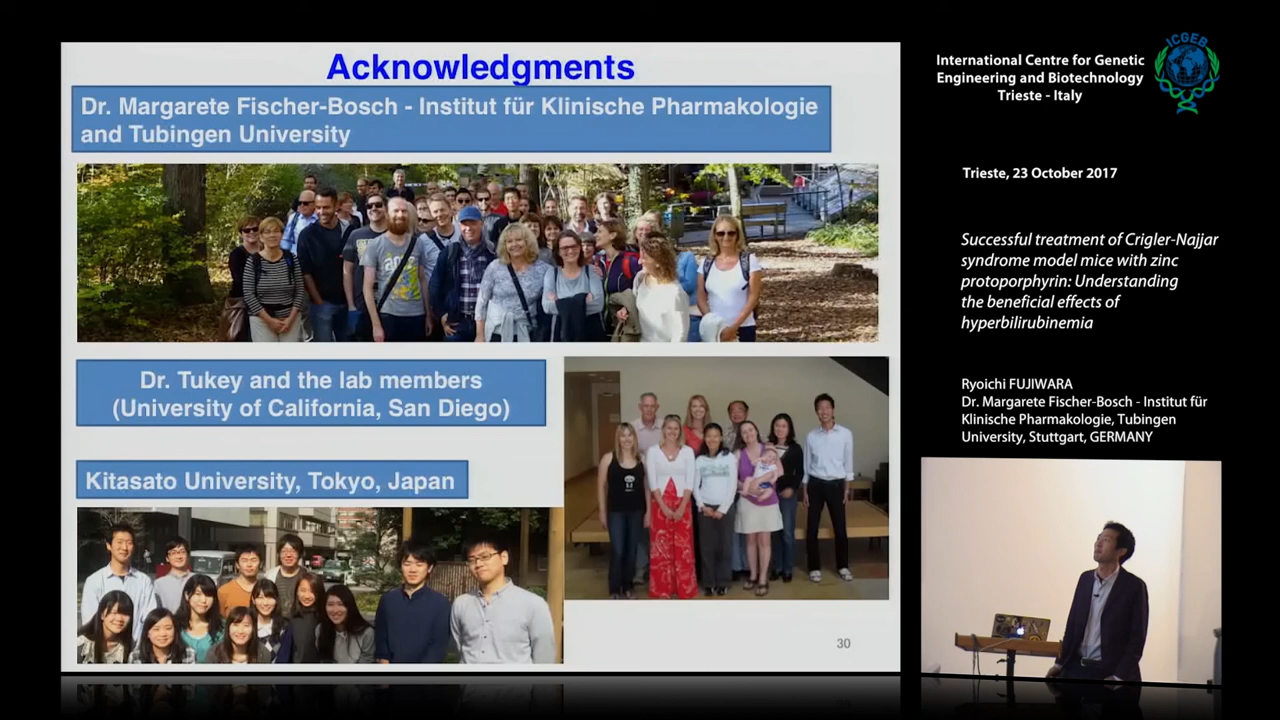 Acknowledgments
Dr. Margarete Fischer-Bosch - Institut für Klinische Pharmakologie
and Tubingen University
Dr. Tukey and the lab members
(University of California, San Diego)
Kitasato University, Tokyo, Japan
30
International Centre for Genetic
Engineering and Biotechnology
Trieste - Italy
ICGEB
Trieste, 23 October 2017
Successful treatment of Crigler-Najjar
syndrome model mice with zinc
protoporphyrin: Understanding
the beneficial effects of
hyperbilirubinemia
Ryoichi FUJIWARA
Dr. Margarete Fischer-Bosch - Institut für
Klinische Pharmakologie, Tubingen
University, Stuttgart, GERMANY